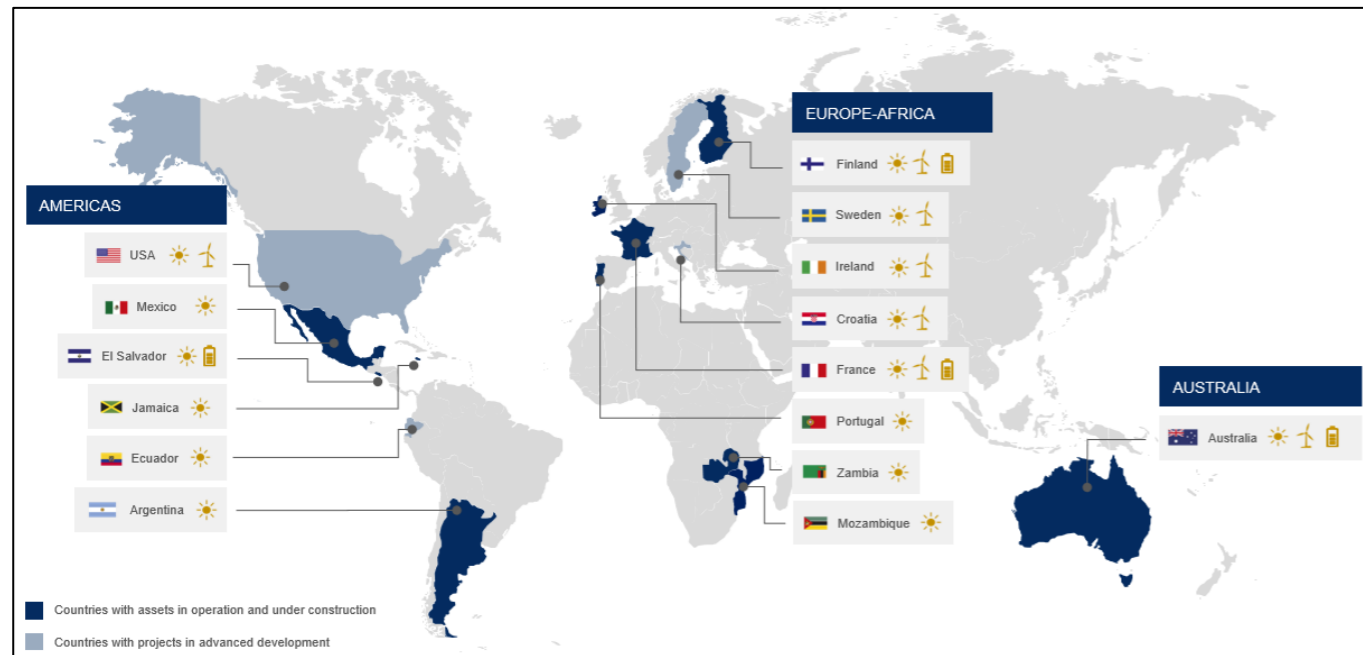 AMERICAS
USA
Mexico
El Salvador
Jamaica
Ecuador
Argentina
EUROPE-AFRICA
Finland
Sweden
Ireland
Croatia
France
Portugal
Zambia
Mozambique
AUSTRALIA
Australia
Countries with assets in operation and under construction
Countries with projects in advanced development